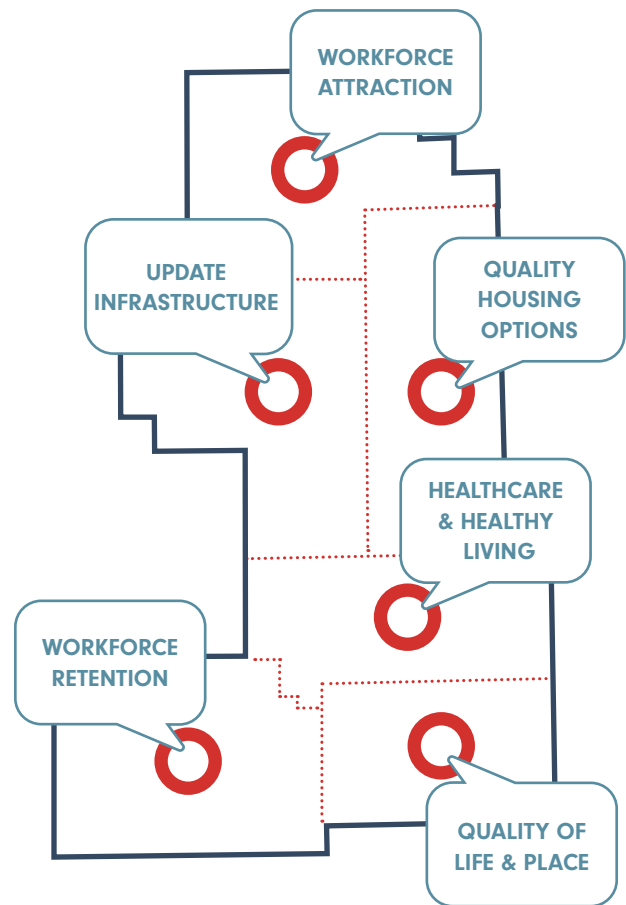 WORKFORCE
ATTRACTION
UPDATE
INFRASTRUCTURE
QUALITY
HOUSING
OPTIONS
HEALTHCARE
& HEALTHY
LIVING
WORKFORCE
RETENTION
QUALITY OF
LIFE & PLACE